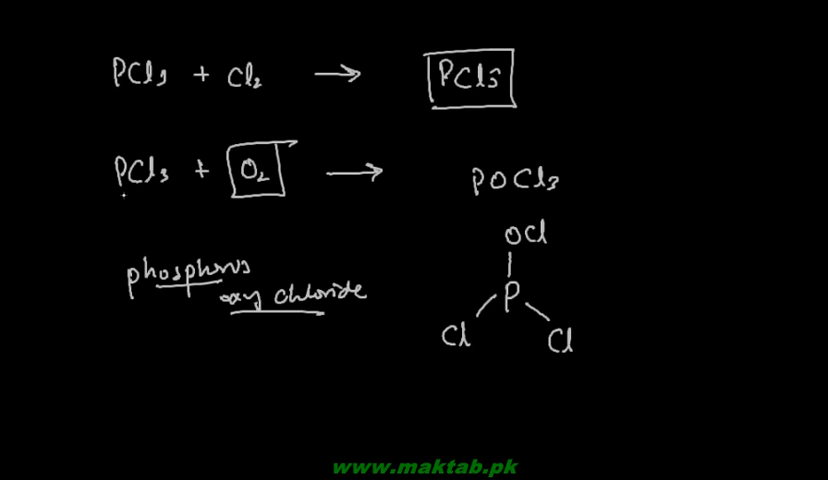 PCl₃ + Cl₂ → PCl₅
PCl₃ + O₂ → POCl₃
phosphorus
oxy chloride
OCl
P
Cl Cl
www.maktab.pk